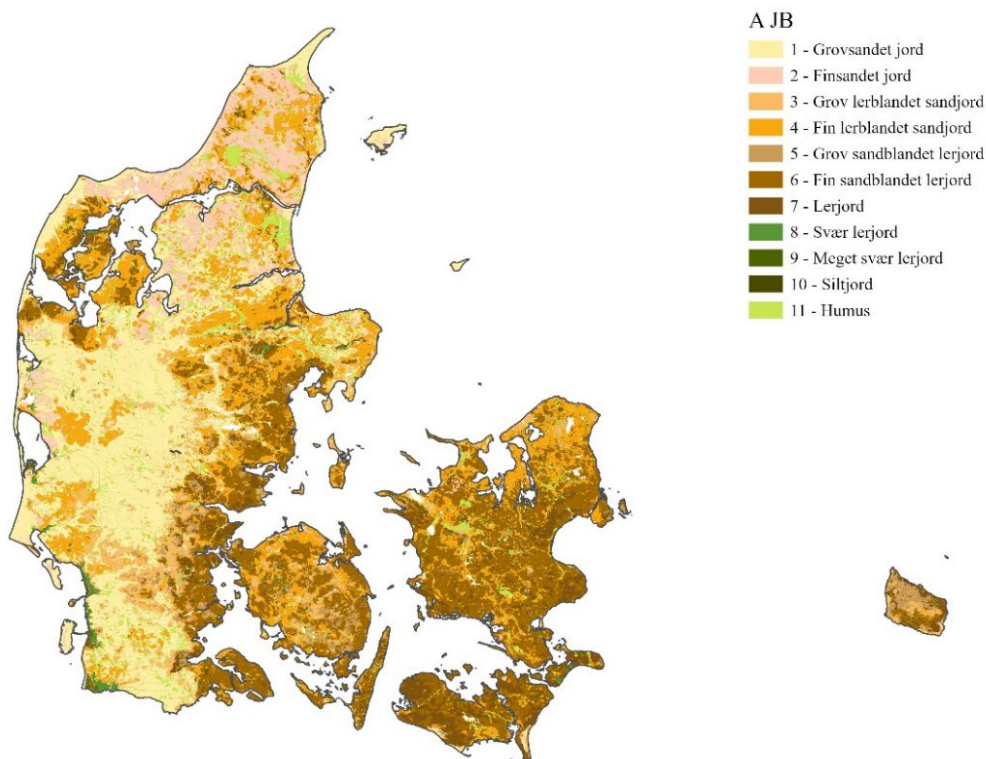 A JB
1 - Grovsandet jord
2 - Finsandet jord
3 - Grov lerblandet sandjord
4 - Fin lerblandet sandjord
5 - Grov sandblandet lerjord
6 - Fin sandblandet lerjord
7 - Lerjord
8 - Svær lerjord
9 - Meget svær lerjord
10 - Siltjord
11 - Humus